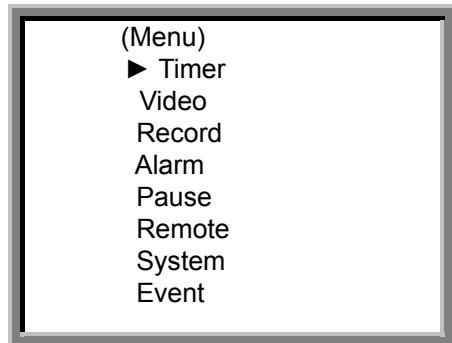 (Menu)
► Timer
Video
Record
Alarm
Pause
Remote
System
Event